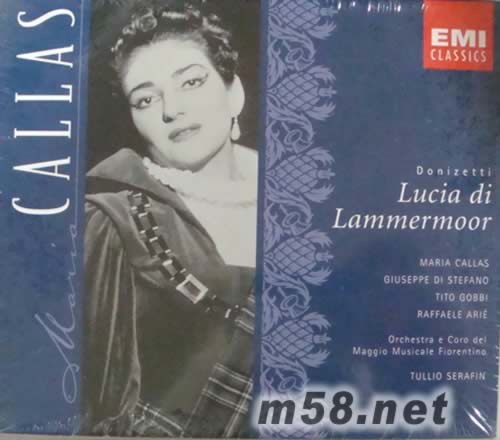 CALLAS
Maria
EMI
CLASSICS
Donizetti
Lucia di
Lammermoor
MARIA CALLAS
GIUSEPPE DI STEFANO
TITO GOBBI
RAFFAELE ARIÉ
Orchestra e Coro del
Maggio Musicale Fiorentino
TULLIO SERAFIN
m58.net